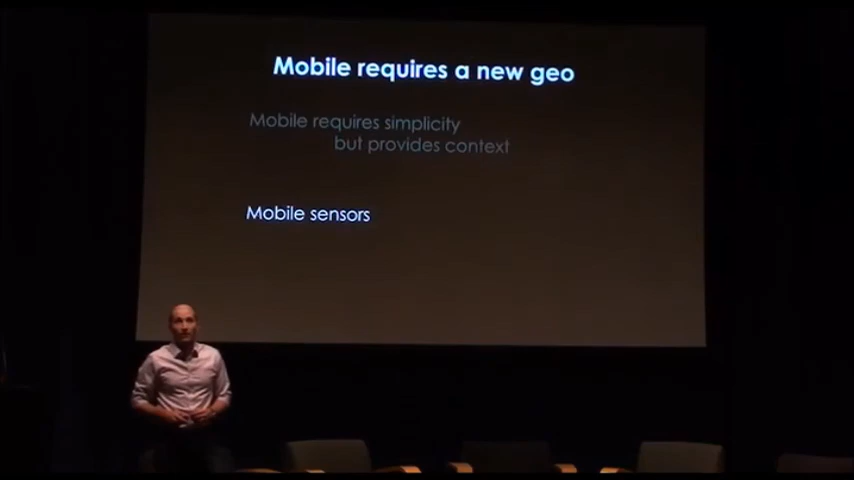 Mobile requires a new geo
Mobile requires simplicity
but provides context
Mobile sensors